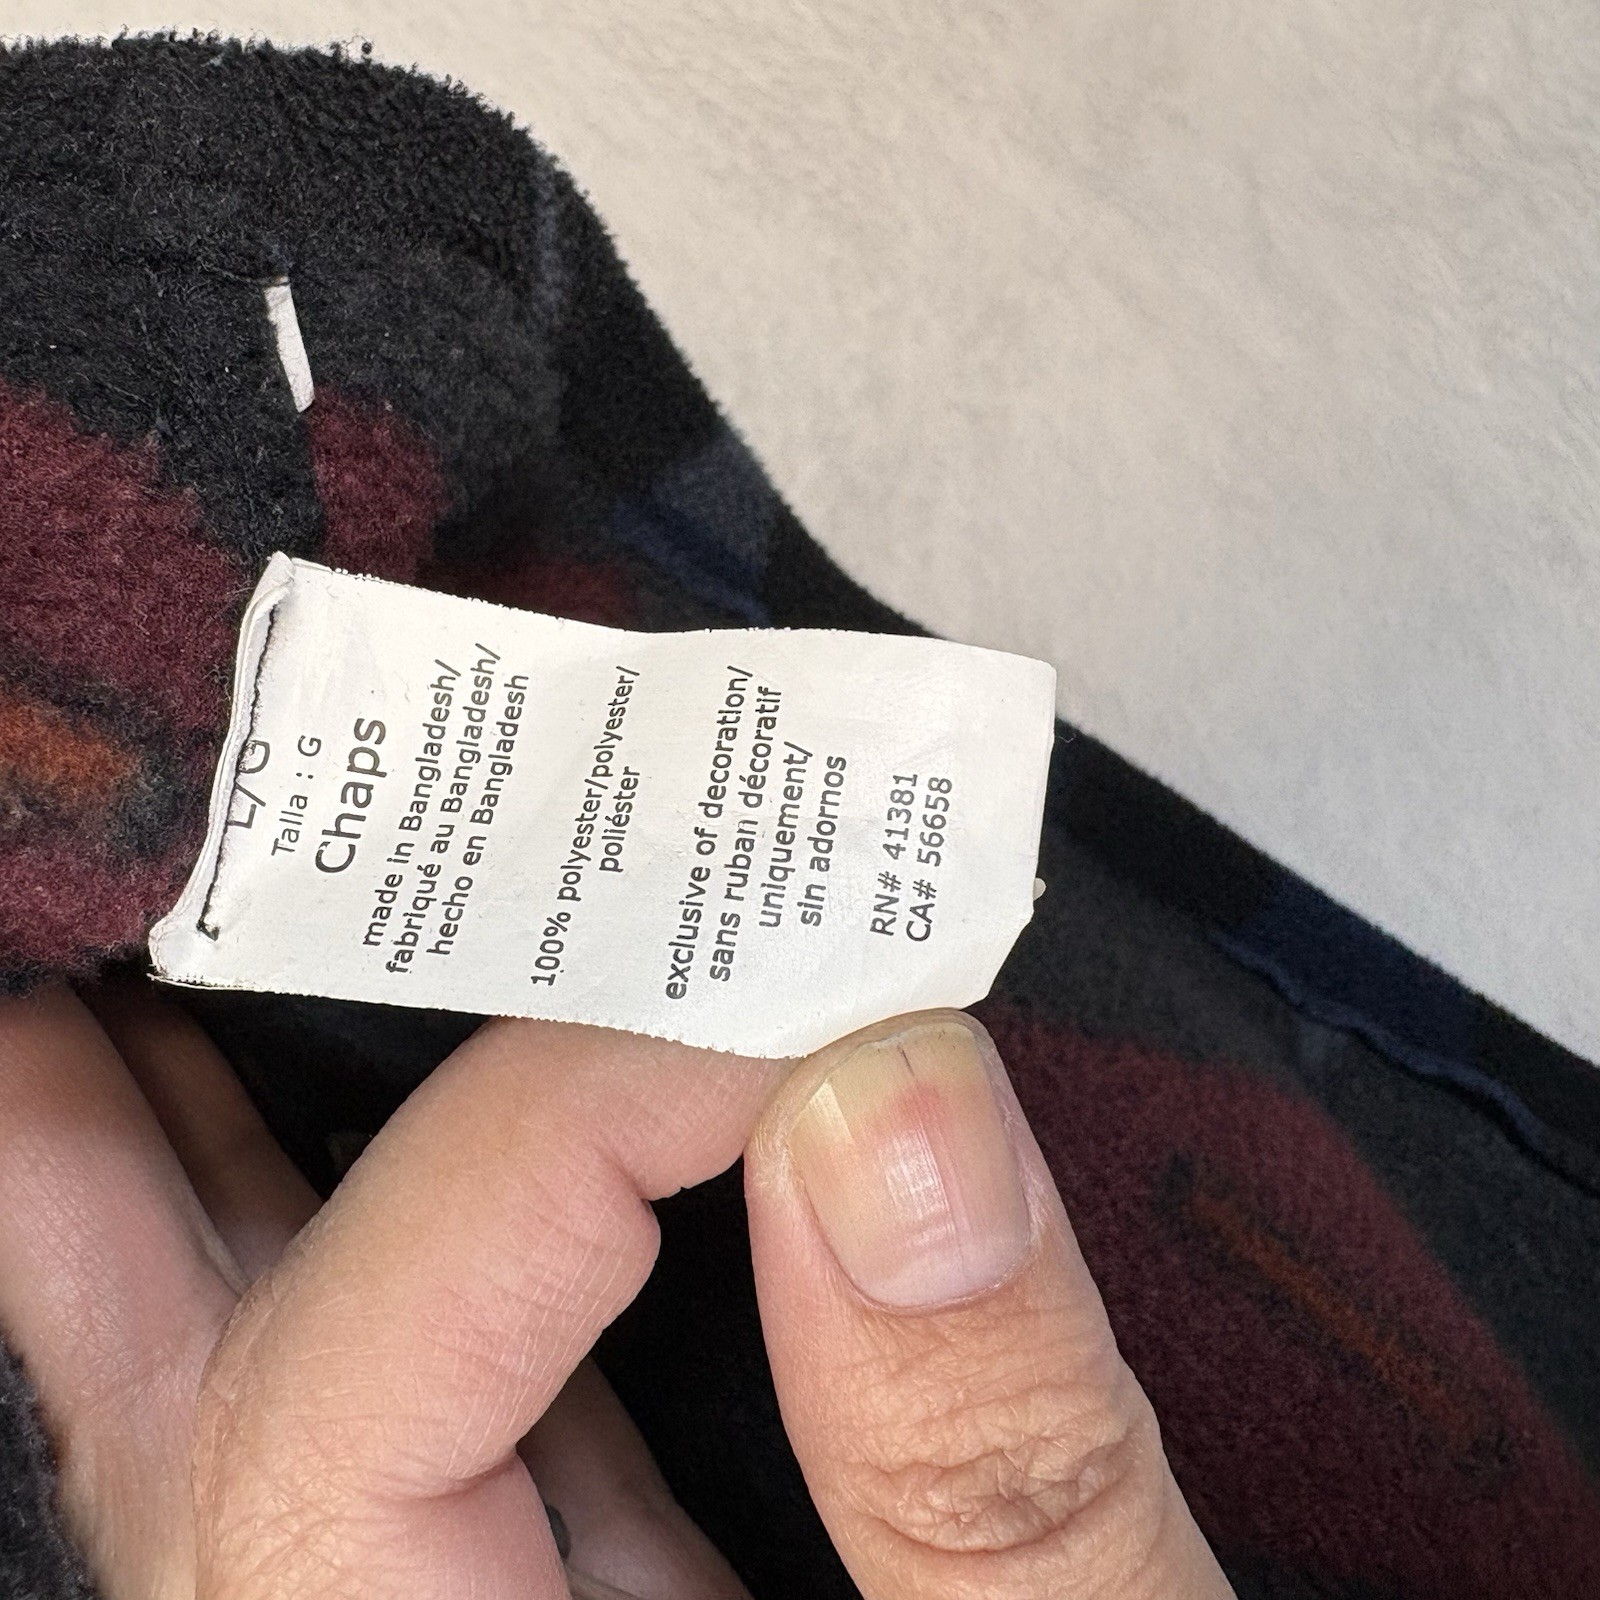 L/G
Talla : G
Chaps
made in Bangladesh/
fabriqué au Bangladesh/
hecho en Bangladesh
100% polyester/polyester/
poliéster
exclusive of decoration/
sans ruban décoratif
uniquement/
sin adornos
RN# 41381
CA# 56658